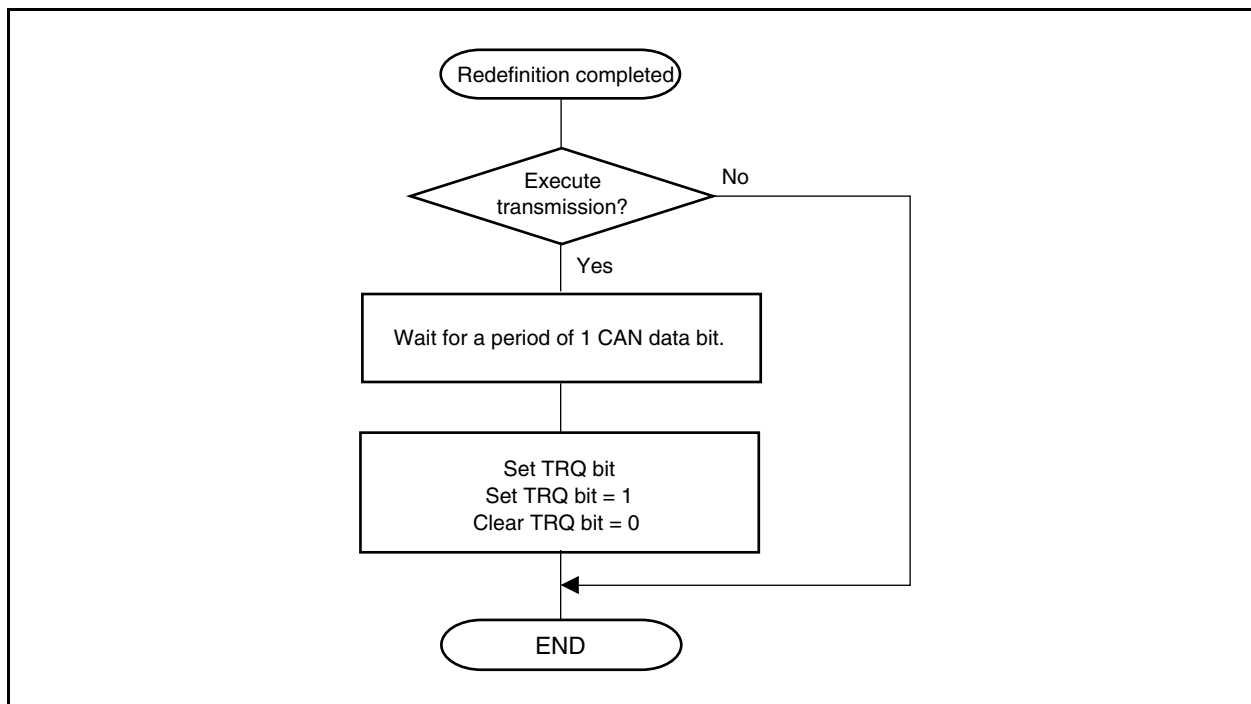 Redefinition completed
Execute
transmission?
No
Yes
Wait for a period of 1 CAN data bit.
Set TRQ bit
Set TRQ bit = 1
Clear TRQ bit = 0
END